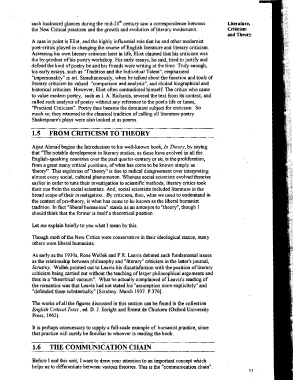 such backward glances during the mid-20th century saw a correspondence between
the New Critical practices and the growth and evolution of literary modernism.
Literature,
Criticism
and Theory
A case in point is Eliot, and the highly influential role that he and other modernist
poet-critics played in changing the course of English literature and literary criticism.
Assessing his own literary criticism later in life, Eliot claimed that his criticism was
the by-product of his poetry workshop. His early essays, he said, tried to justify and
defend the kind of poetry he and his friends were writing at the time. Truly enough,
his early essays, such as "Tradition and the Individual Talent", emphasized
"impersonality" in art. Simultaneously, when he talked about the function and tools of
literary criticism he valued "comparison and analysis", and eluded biographical and
historical criticism. However, Eliot often contradicted himself. The critics who came
to value modern poetry, such as I. A. Richards, severed the text from its context, and
called such analysis of poetry without any reference to the poet's life or times,
"Practical Criticism". Poetry thus became the dominant subject for criticism. So
much so, they returned to the classical tradition of calling all literature poetry.
Shakespeare's plays were also looked at as poems.
1.5 FROM CRITICISM TO THEORY
Aijaz Ahmad begins the Introduction to his well-known book, In Theory, by saying
that "The notable development in literary studies, as these have evolved in all the
English-speaking countries over the past quarter-century or so, is the proliferation,
from a great many critical positions, of what has come to be known simply as
'theory'". This explosion of "theory" is due to radical disagreement over interpreting
almost every social, cultural phenomenon. Whereas social scientists evolved theories
earlier in order to tune their investigation to scientific methods, literary critics took
their cue from the social scientists. And, social scientists included literature in the
broad scope of their investigation. By criticism, then, what we used to understand in
the context of pre-theory, is what has come to be known as the liberal humanist
tradition. In fact "liberal humanism" stands as an antonym to "theory", though I
should think that the former is itself a theoretical position.
Let me explain briefly to you what I mean by this.
Though most of the New Critics were conservative in their ideological stance, many
others were liberal humanists.
As early as the 1930s, Rene Wellek and F R. Leavis debated such fundamental issues
as the relationship between philosophy and "literary" criticism in the latter's journal,
Scrutiny. Wellek pointed out to Leavis his dissatisfaction with the position of literary
criticism being carried out without the teaching of larger philosophical arguments and
thus in a "theoretical vacuum". What he actually complained of Leavis's reading of
the romantics was that Leavis had not stated his "assumption more explicitly" and
"defended them systematically" [Scrutiny. March 1937. P 376].
The works of all the figures discussed in this section can be found in the collection
English Critical Texts, ed. D. J. Enright and Ernest de Chickera (Oxford University
Press, 1962).
It is perhaps unnecessary to supply a full-scale example of humanist practice, since
that practice will surely be familiar to whoever is reading the book.
1.6 THE COMMUNICATION CHAIN
Before I end this unit, I want to draw your attention to an important concept which
helps us to differentiate between various theories. This is the "communication chain".
11